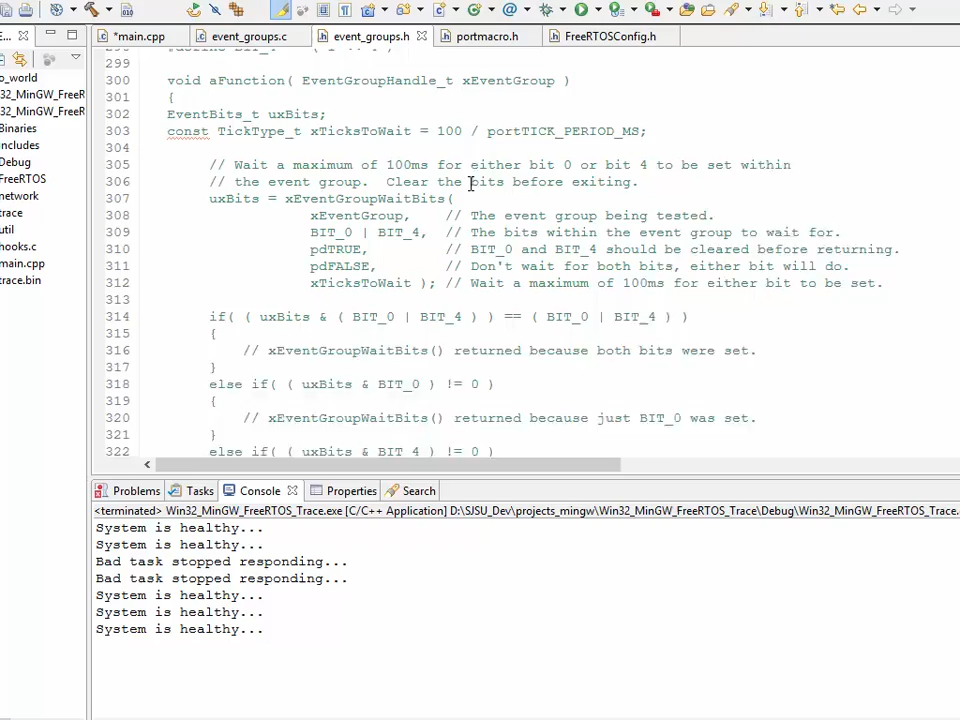 *main.cpp event_groups.c event_groups.h portmacro.h FreeRTOSConfig.h
o_world
32_MinGW_FreeR
32_MinGW_FreeR
Binaries
includes
Debug
FreeRTOS
network
trace
util
hooks.c
main.cpp
trace.bin
299
300 void aFunction( EventGroupHandle_t xEventGroup )
301 {
302 EventBits_t uxBits;
303 const TickType_t xTicksToWait = 100 / portTICK_PERIOD_MS;
304
305 // Wait a maximum of 100ms for either bit 0 or bit 4 to be set within
306 // the event group.  Clear the bits before exiting.
307 uxBits = xEventGroupWaitBits(
308 xEventGroup, // The event group being tested.
309 BIT_0 | BIT_4, // The bits within the event group to wait for.
310 pdTRUE, // BIT_0 and BIT_4 should be cleared before returning.
311 pdFALSE, // Don't wait for both bits, either bit will do.
312 xTicksToWait ); // Wait a maximum of 100ms for either bit to be set.
313
314 if( ( uxBits & ( BIT_0 | BIT_4 ) ) == ( BIT_0 | BIT_4 ) )
315 {
316 // xEventGroupWaitBits() returned because both bits were set.
317 }
318 else if( ( uxBits & BIT_0 ) != 0 )
319 {
320 // xEventGroupWaitBits() returned because just BIT_0 was set.
321 }
322 else if( ( uxBits & BIT_4 ) != 0 )
Problems Tasks Console Properties Search
<terminated> Win32_MinGW_FreeRTOS_Trace.exe [C/C++ Application] D:\SJSU_Dev\projects_mingw\Win32_MinGW_FreeRTOS_Trace\Debug\Win32_MinGW_FreeRTOS_Trace.e
System is healthy...
System is healthy...
Bad task stopped responding...
Bad task stopped responding...
System is healthy...
System is healthy...
System is healthy...